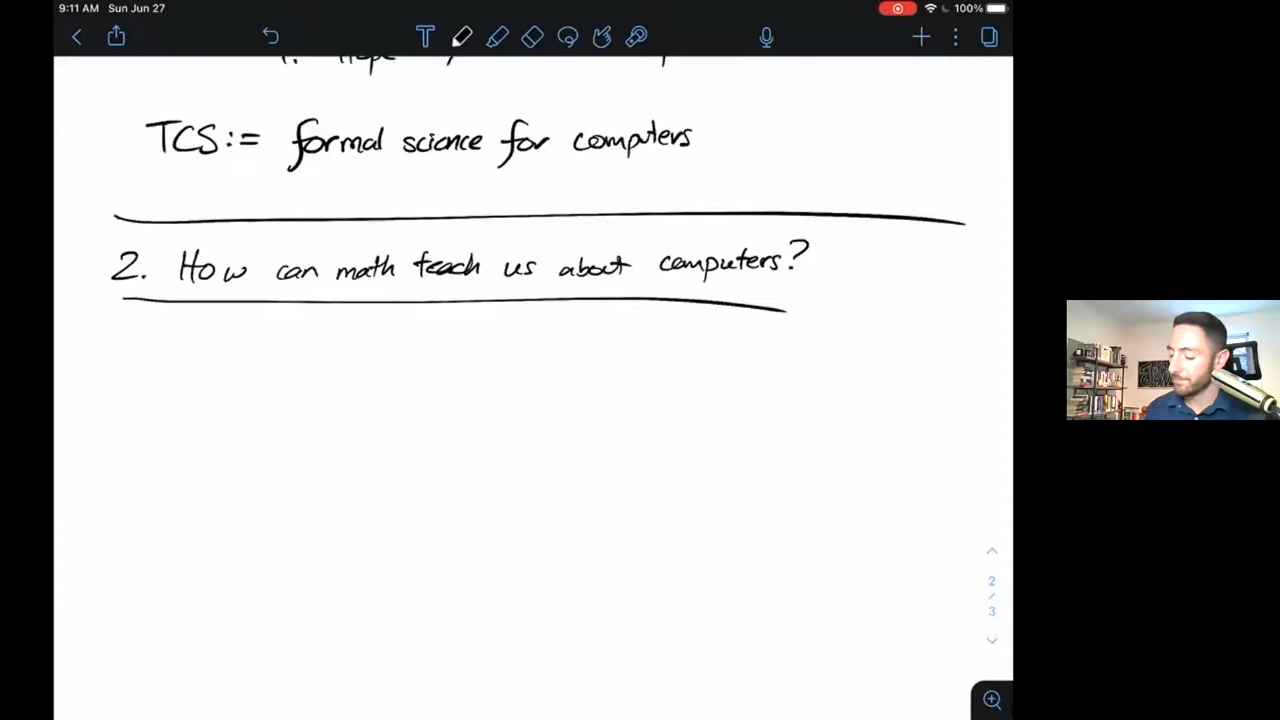 9:11 AM Sun Jun 27
100%
TCS:= formal science for computers
2. How can math teach us about computers?
2
/
3